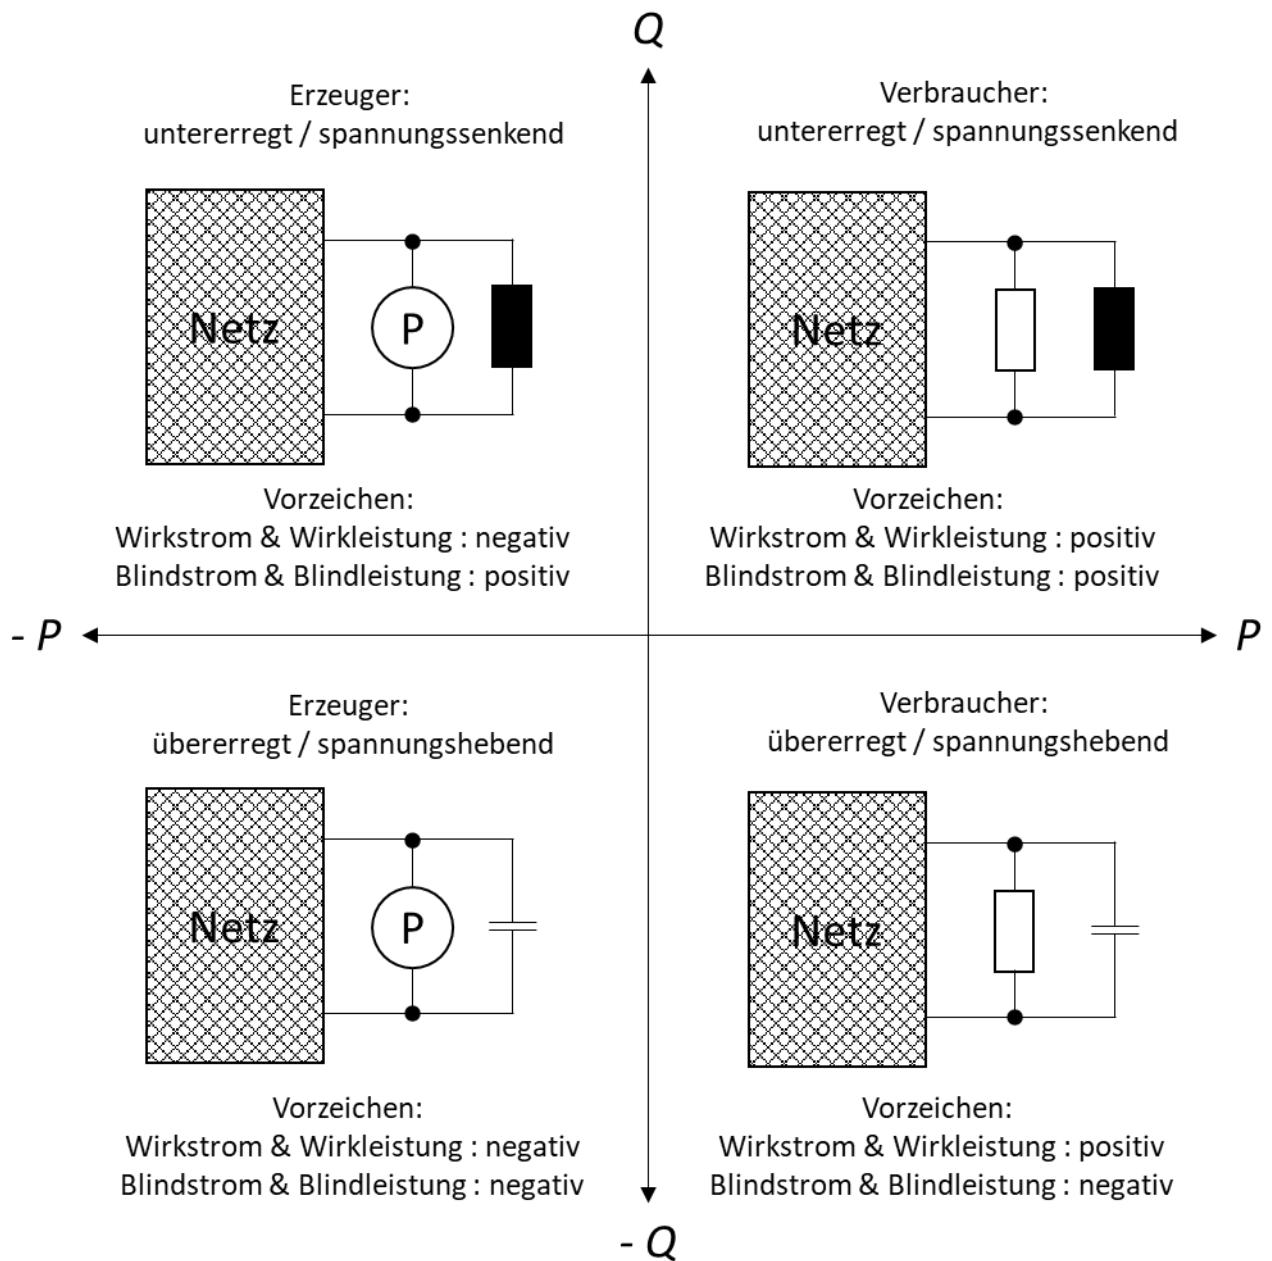 Q
Erzeuger:
untererregt / spannungssenkend
Netz
P
Vorzeichen:
Wirkstrom & Wirkleistung : negativ
Blindstrom & Blindleistung : positiv
Verbraucher:
untererregt / spannungssenkend
Netz
Vorzeichen:
Wirkstrom & Wirkleistung : positiv
Blindstrom & Blindleistung : positiv
- P
P
Erzeuger:
übererregt / spannungshebend
Netz
P
Vorzeichen:
Wirkstrom & Wirkleistung : negativ
Blindstrom & Blindleistung : negativ
Verbraucher:
übererregt / spannungshebend
Netz
Vorzeichen:
Wirkstrom & Wirkleistung : positiv
Blindstrom & Blindleistung : negativ
- Q